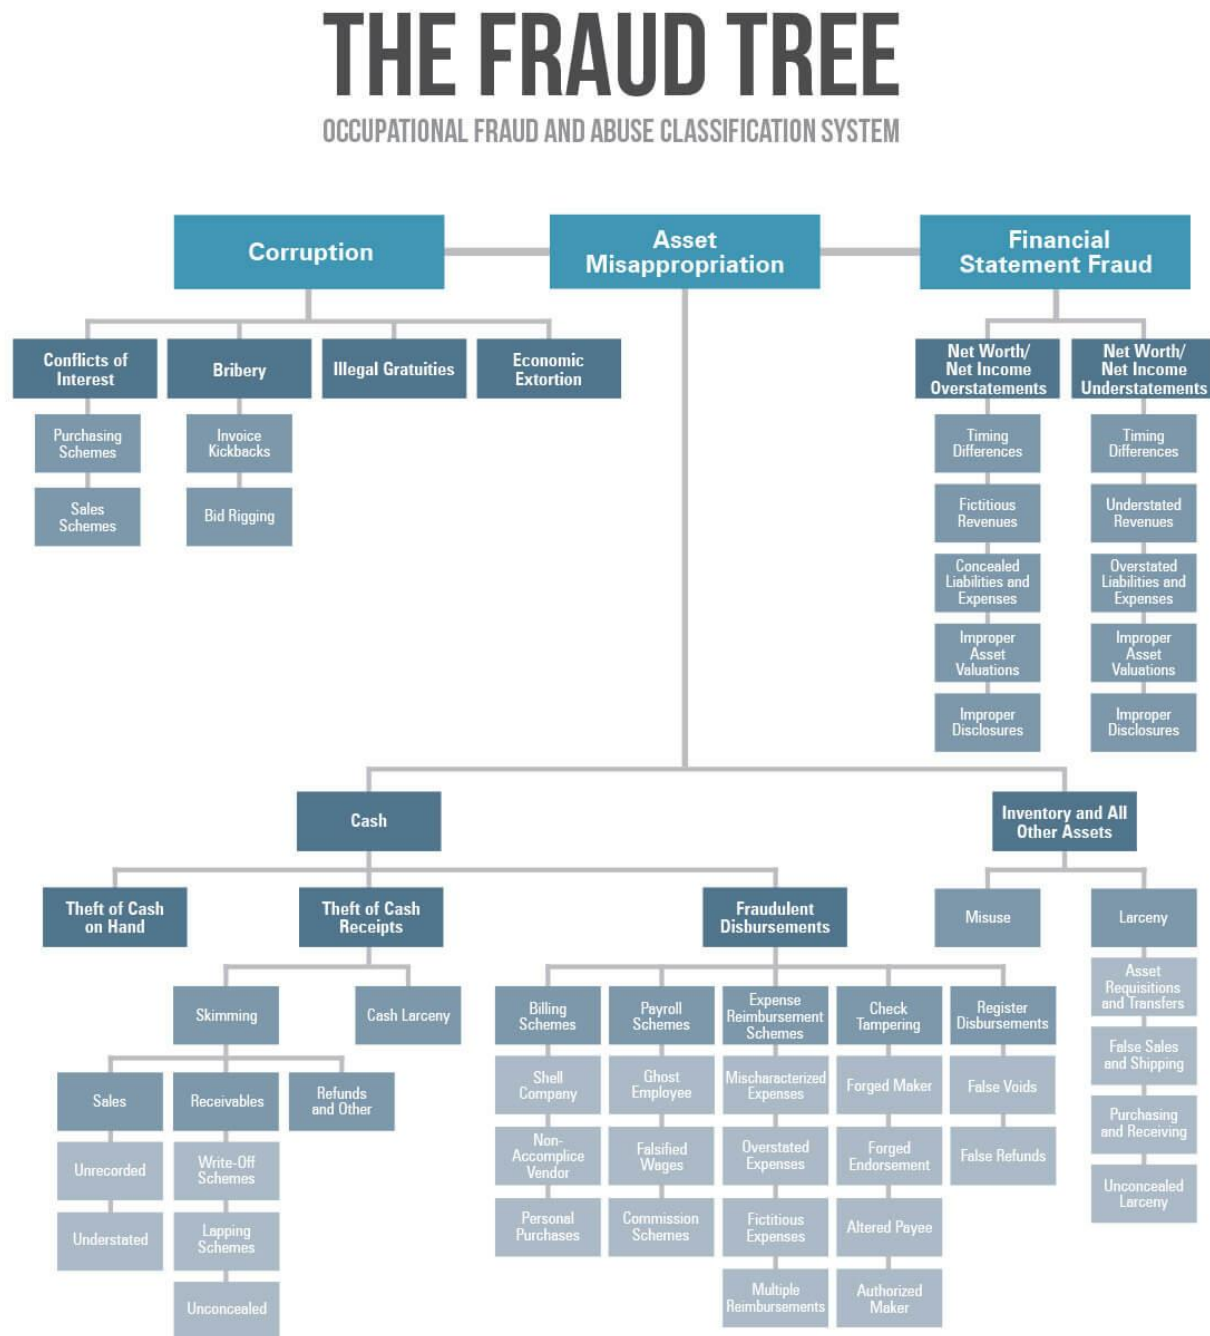 THE FRAUD TREE
OCCUPATIONAL FRAUD AND ABUSE CLASSIFICATION SYSTEM
Corruption
Asset
Misappropriation
Financial
Statement Fraud
Conflicts of
Interest
Bribery
Illegal Gratuities
Economic
Extortion
Net Worth/
Net Income
Overstatements
Net Worth/
Net Income
Understatements
Purchasing
Schemes
Invoice
Kickbacks
Timing
Differences
Timing
Differences
Sales
Schemes
Bid Rigging
Fictitious
Revenues
Understated
Revenues
Concealed
Liabilities and
Expenses
Overstated
Liabilities and
Expenses
Improper
Asset
Valuations
Improper
Asset
Valuations
Improper
Disclosures
Improper
Disclosures
Cash
Inventory and All
Other Assets
Theft of Cash
on Hand
Theft of Cash
Receipts
Fraudulent
Disbursements
Misuse
Larceny
Skimming
Cash Larceny
Billing
Schemes
Payroll
Schemes
Expense
Reimbursement
Schemes
Check
Tampering
Register
Disbursements
Asset
Requisitions
and Transfers
Sales
Receivables
Refunds
and Other
Shell
Company
Ghost
Employee
Mischaracterized
Expenses
Forged Maker
False Voids
False Sales
and Shipping
Unrecorded
Write-Off
Schemes
Non-
Accomplice
Vendor
Falsified
Wages
Overstated
Expenses
Forged
Endorsement
False Refunds
Purchasing
and Receiving
Understated
Lapping
Schemes
Personal
Purchases
Commission
Schemes
Fictitious
Expenses
Altered Payee
Unconcealed
Larceny
Unconcealed
Multiple
Reimbursements
Authorized
Maker